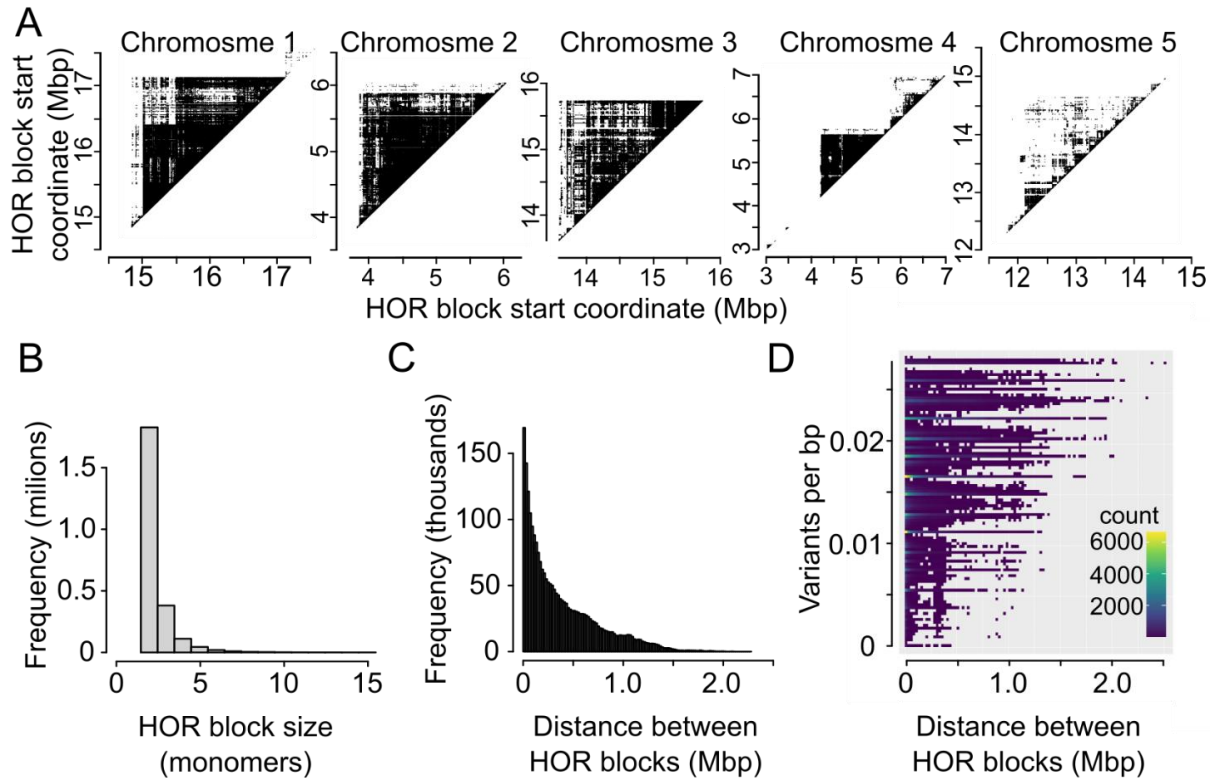 A
Chromosme 1
Chromosme 2
Chromosme 3
Chromosme 4
Chromosme 5
HOR block start
coordinate (Mbp)
17
16
15
6
5
4
16
15
14
7
6
5
4
3
15
14
13
12
15 16 17
4 5 6
14 15 16
3 4 5 6 7
12 13 14 15
HOR block start coordinate (Mbp)
B
Frequency (milions)
1.5
1.0
0.5
0
0 5 10 15
HOR block size
(monomers)
C
Frequency (thousands)
150
100
50
0
0 1.0 2.0
Distance between
HOR blocks (Mbp)
D
Variants per bp
0.02
0.01
0
count
6000
4000
2000
0 1.0 2.0
Distance between
HOR blocks (Mbp)